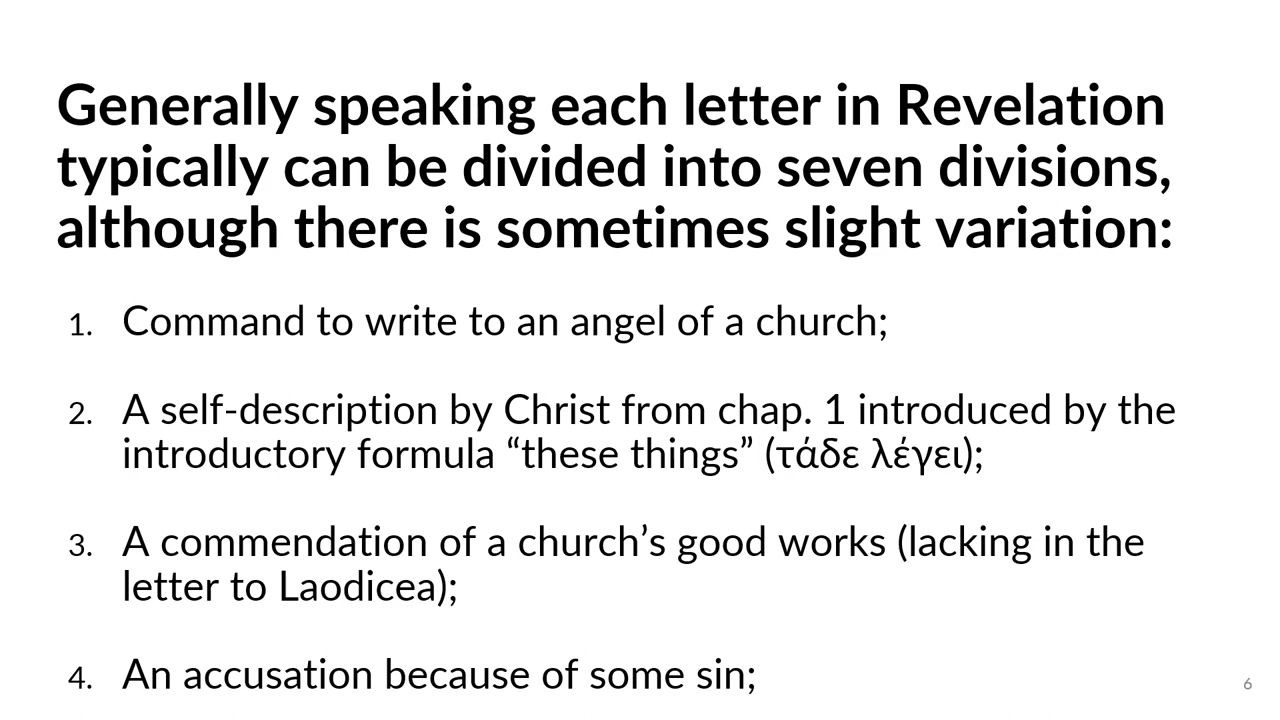 Generally speaking each letter in Revelation
typically can be divided into seven divisions,
although there is sometimes slight variation:
1. Command to write to an angel of a church;
2. A self-description by Christ from chap. 1 introduced by the
introductory formula “these things” (τάδε λέγει);
3. A commendation of a church’s good works (lacking in the
letter to Laodicea);
4. An accusation because of some sin;
6